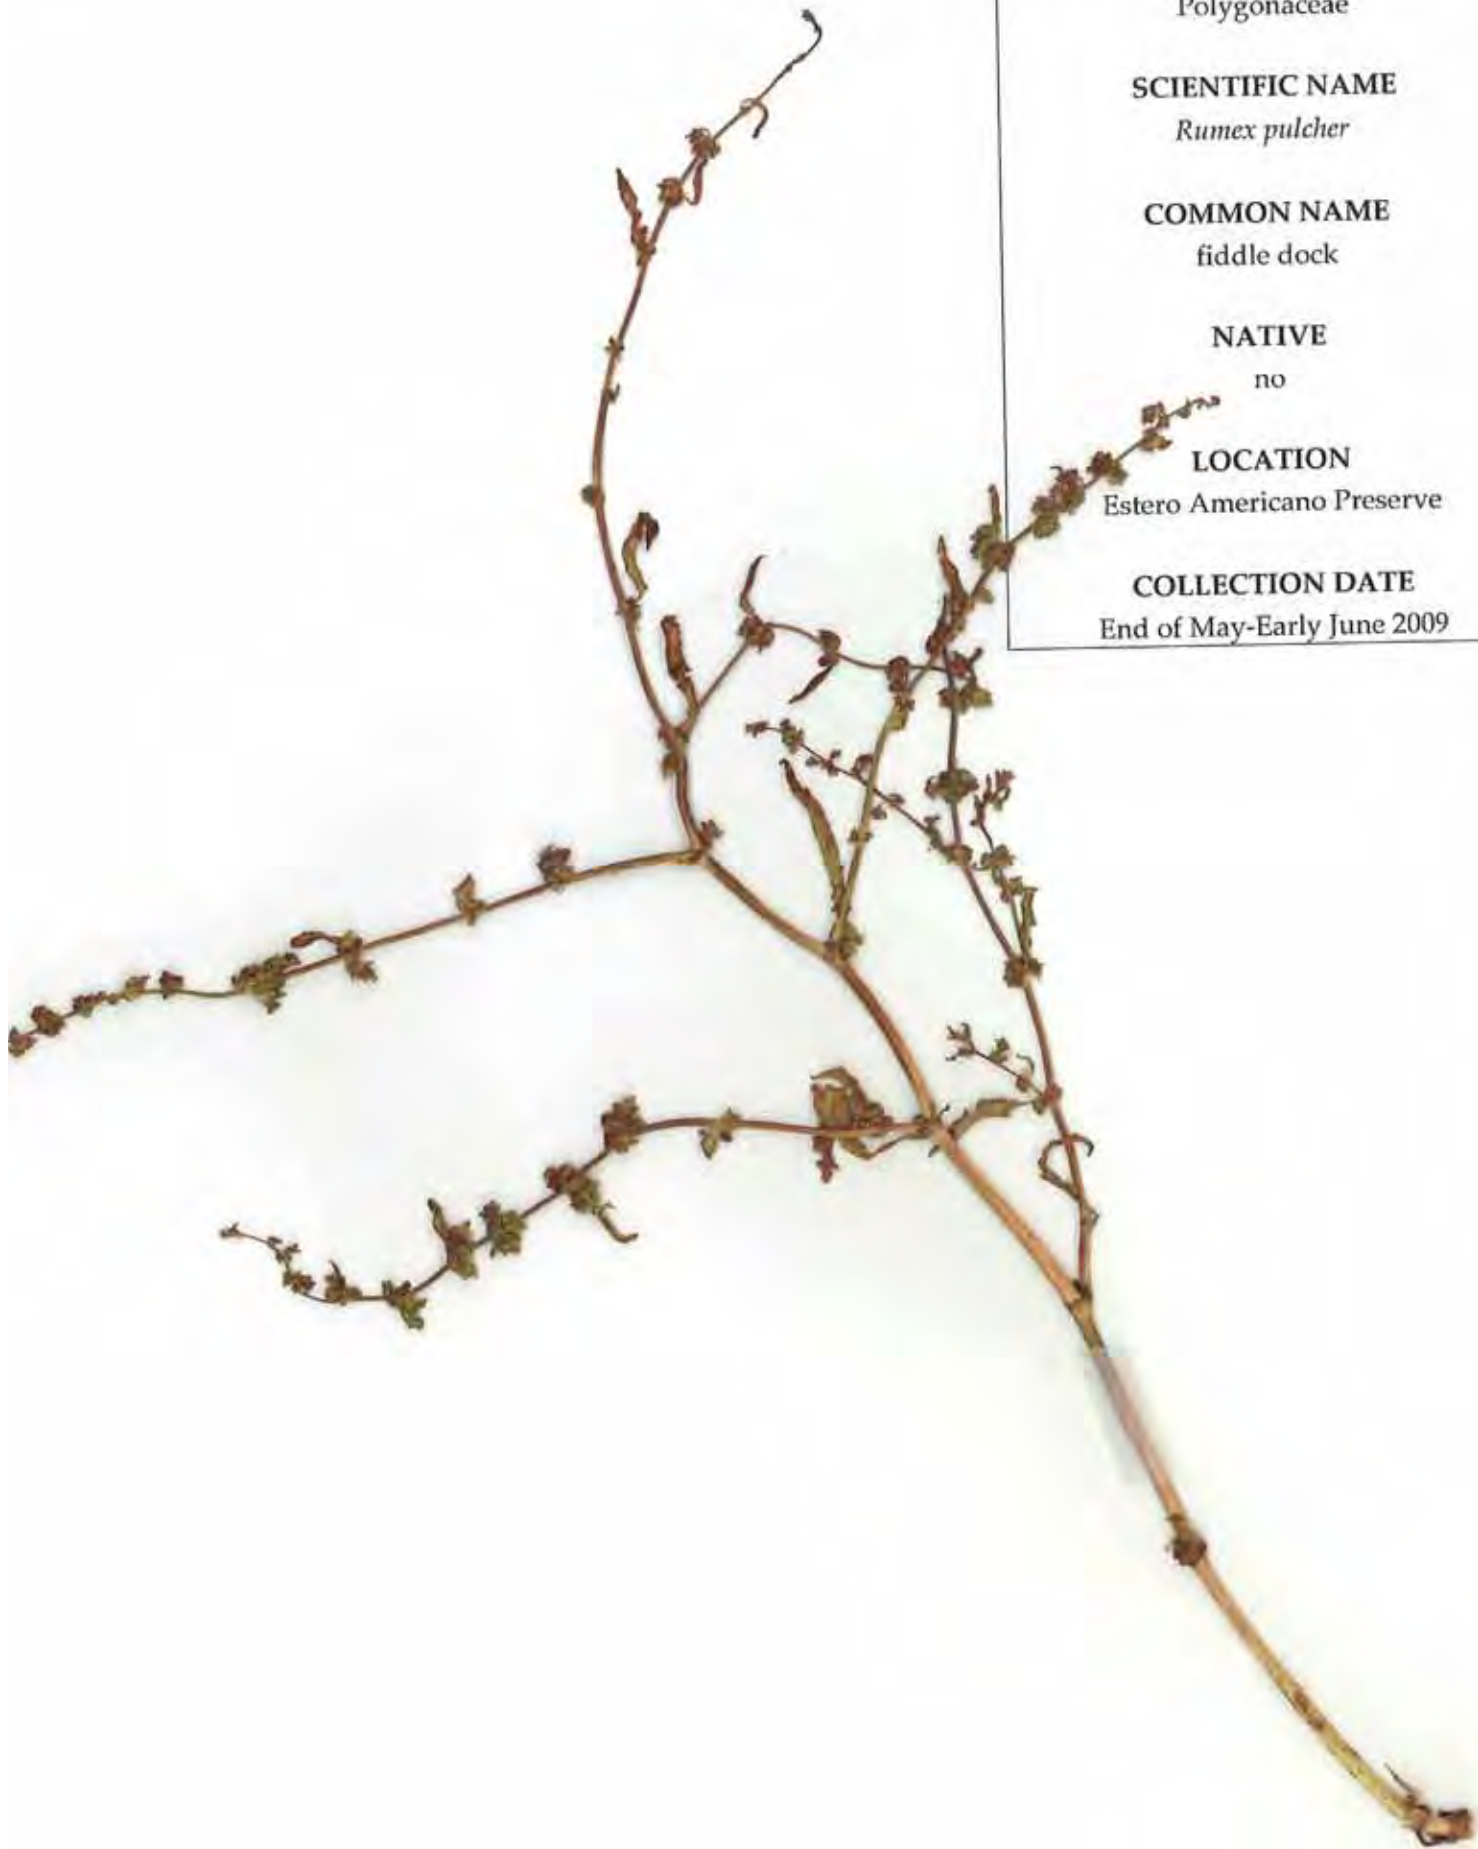 Polygonaceae
SCIENTIFIC NAME
Rumex pulcher
COMMON NAME
fiddle dock
NATIVE
no
LOCATION
Estero Americano Preserve
COLLECTION DATE
End of May-Early June 2009